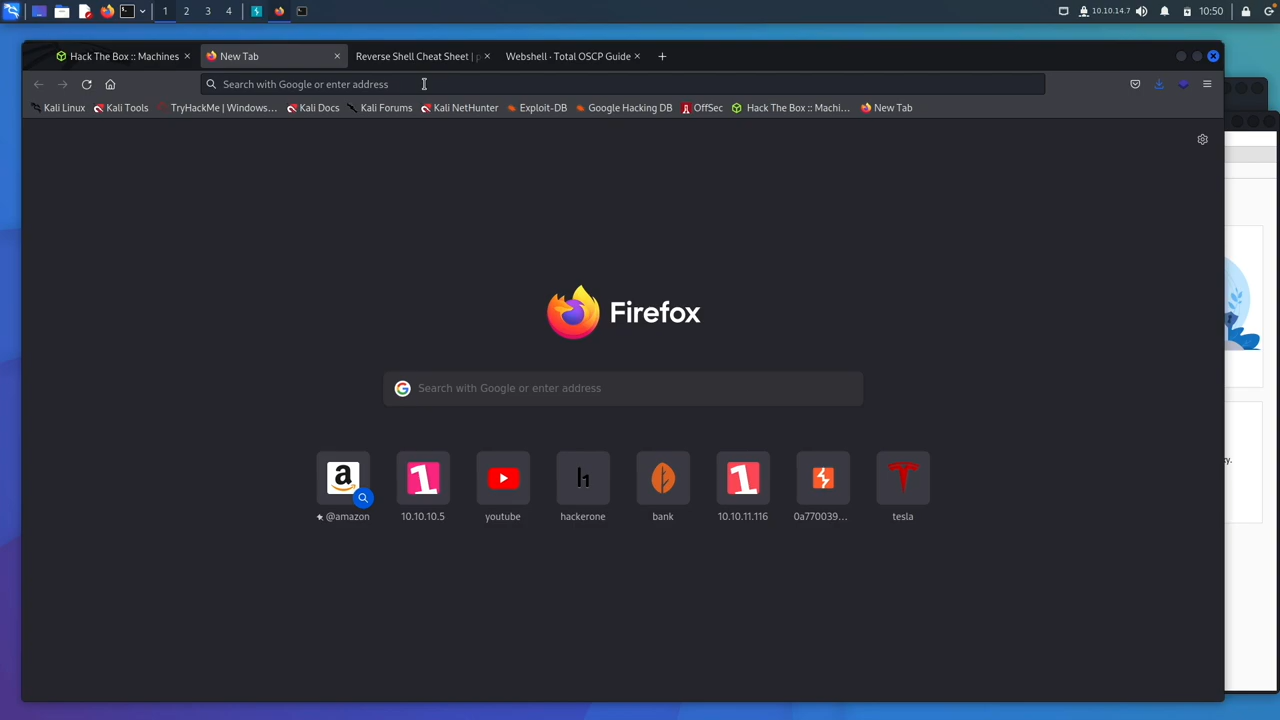 1 2 3 4 10.10.14.7 10:50
Hack The Box :: Machines New Tab Reverse Shell Cheat Sheet | Webshell · Total OSCP Guide
Search with Google or enter address
Kali Linux Kali Tools TryHackMe | Windows… Kali Docs Kali Forums Kali NetHunter Exploit-DB Google Hacking DB OffSec Hack The Box :: Machi… New Tab
Firefox
Search with Google or enter address
@amazon 10.10.10.5 youtube hackerone bank 10.10.11.116 0a770039… tesla